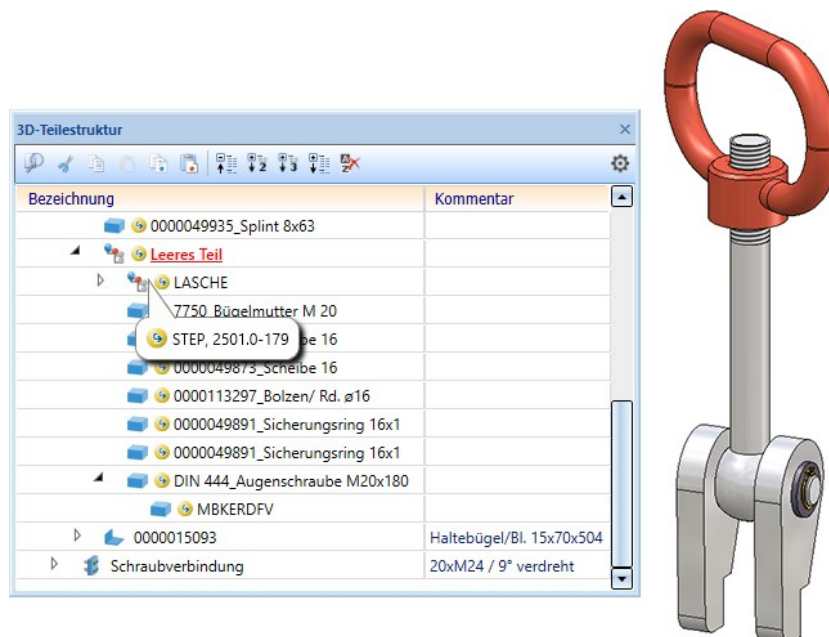 3D-Teilestruktur
Bezeichnung Kommentar
0000049935_Splint 8x63
Leeres Teil
LASCHE
7750_Bügelmutter M 20
STEP, 2501.0-179 be 16
0000049873_Scheibe 16
0000113297_Bolzen/ Rd. ø16
0000049891_Sicherungsring 16x1
0000049891_Sicherungsring 16x1
DIN 444_Augenschraube M20x180
MBKERDFV
0000015093 Haltebügel/Bl. 15x70x504
Schraubverbindung 20xM24 / 9° verdreht